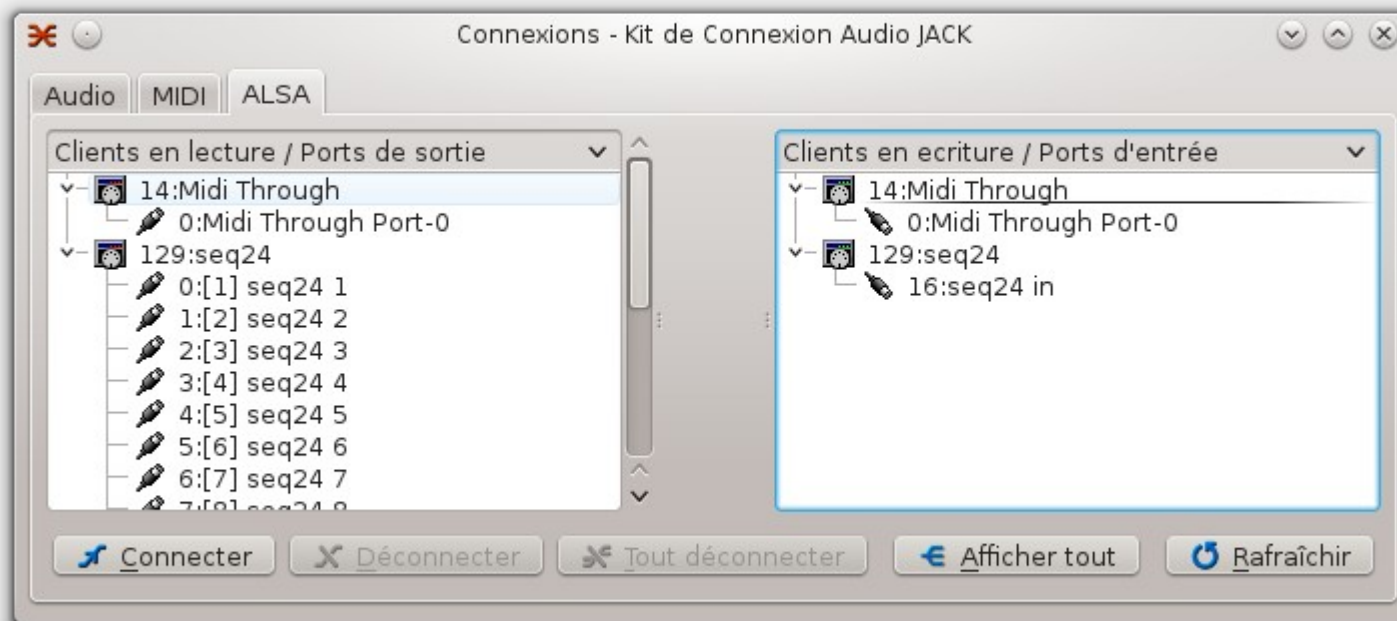 Connexions - Kit de Connexion Audio JACK
Audio MIDI ALSA
Clients en lecture / Ports de sortie
14:Midi Through
0:Midi Through Port-0
129:seq24
0:[1] seq24 1
1:[2] seq24 2
2:[3] seq24 3
3:[4] seq24 4
4:[5] seq24 5
5:[6] seq24 6
6:[7] seq24 7
7:[8] seq24 8
Clients en ecriture / Ports d'entrée
14:Midi Through
0:Midi Through Port-0
129:seq24
16:seq24 in
Connecter Déconnecter Tout déconnecter Afficher tout Rafraîchir